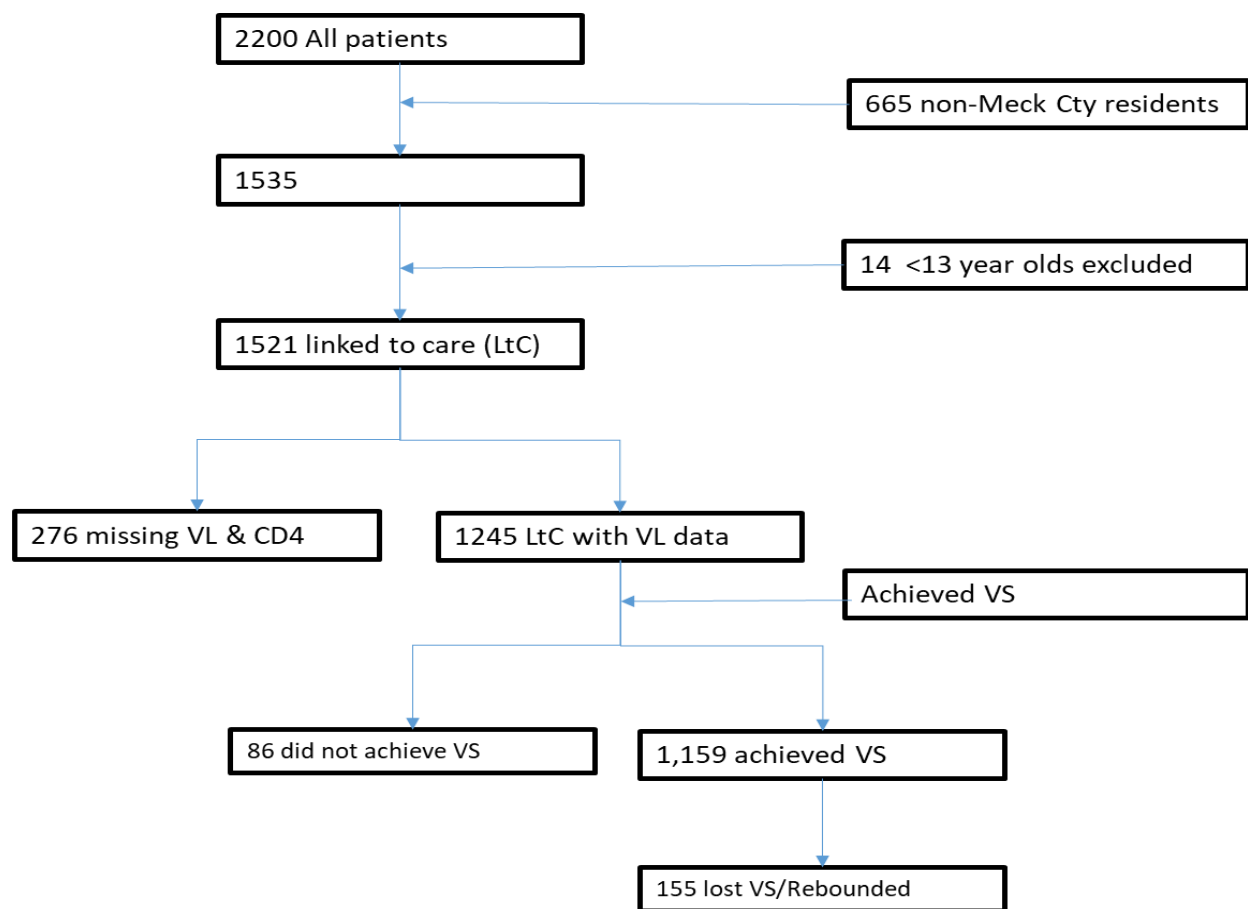 2200 All patients
665 non-Meck Cty residents
1535
14 <13 year olds excluded
1521 linked to care (LtC)
276 missing VL & CD4
1245 LtC with VL data
Achieved VS
86 did not achieve VS
1,159 achieved VS
155 lost VS/Rebounded